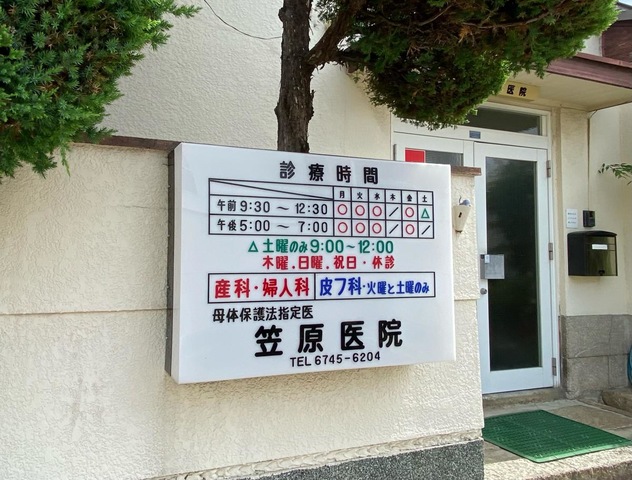 医院
診療時間
月 火 水 木 金 土
午前 9:30 〜 12:30 ○ ○ ○ ／ ○ △
午後 5:00 〜 7:00 ○ ○ ○ ／ ○ ／
△土曜のみ9:00〜12:00
木曜.日曜.祝日・休診
産科・婦人科 皮フ科・火曜と土曜のみ
母体保護法指定医
笠原医院
TEL 6745-6204